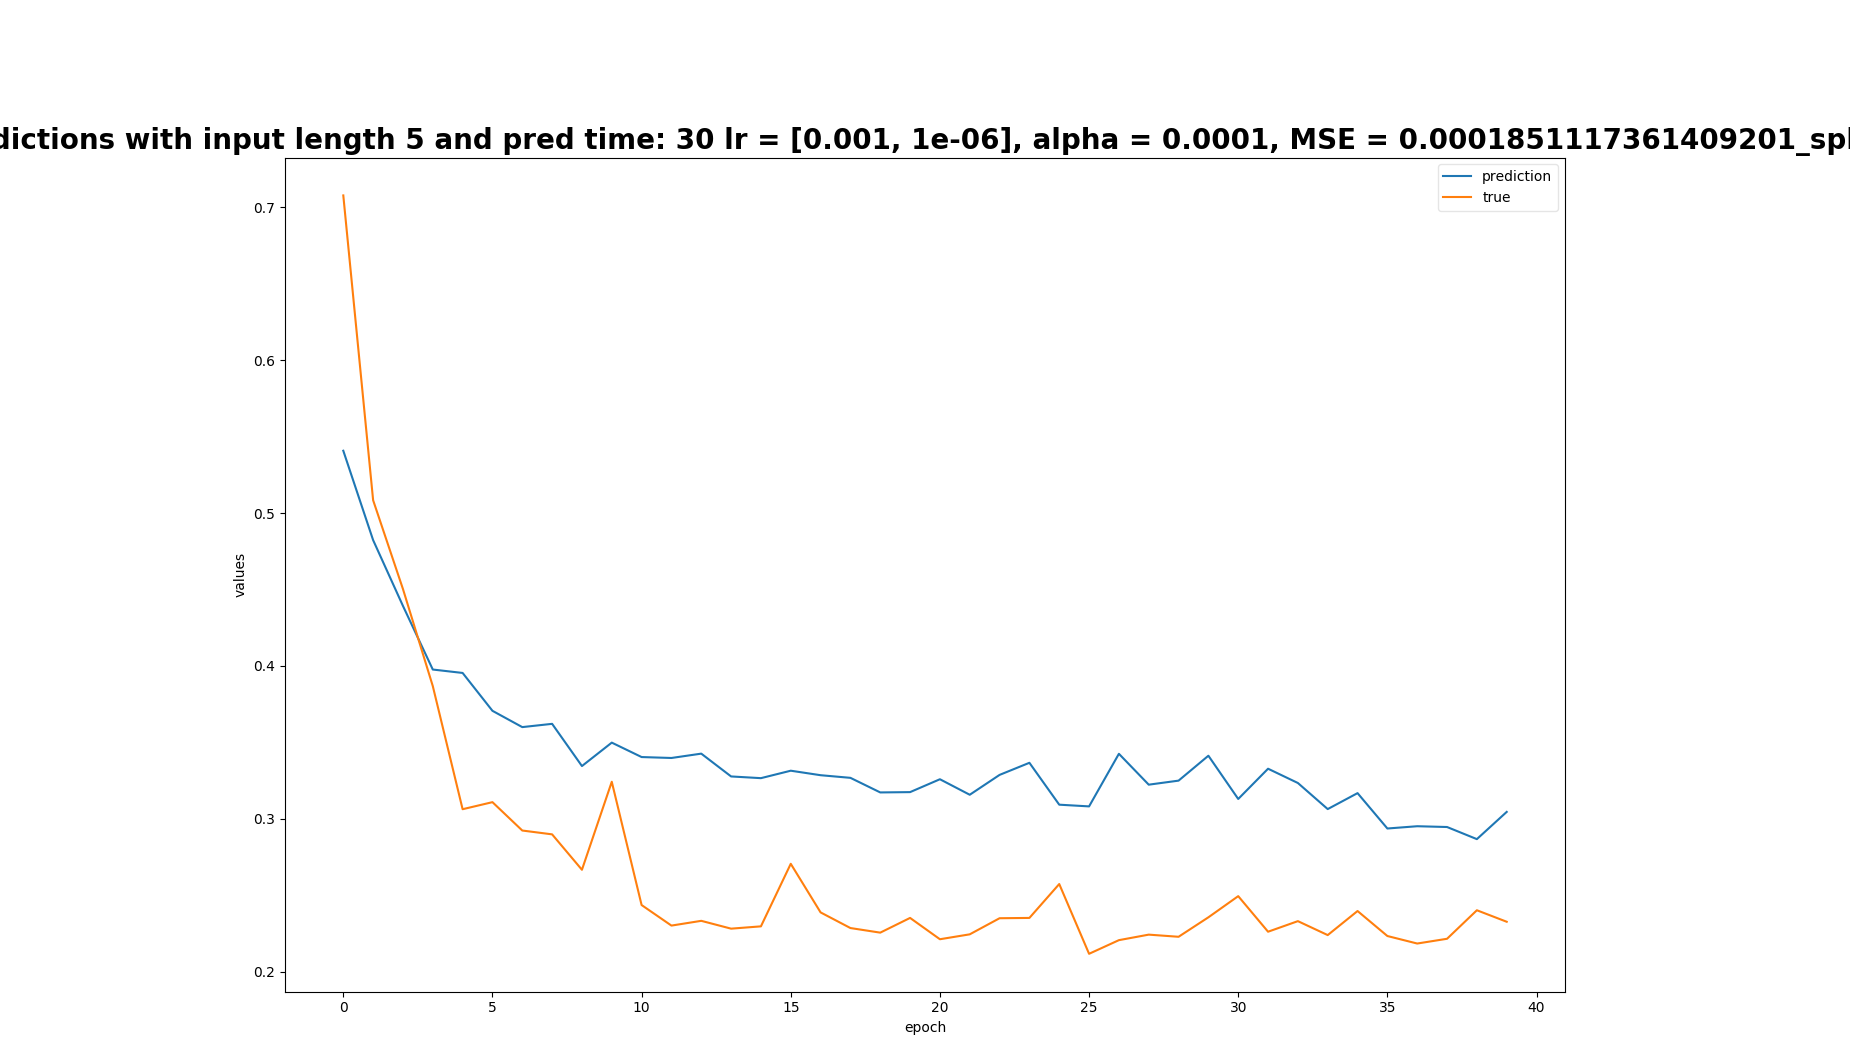 dictions with input length 5 and pred time: 30 lr = [0.001, 1e-06], alpha = 0.0001, MSE = 0.0001851117361409201_spl
prediction
true
0.7
0.6
0.5
0.4
0.3
0.2
values
0 5 10 15 20 25 30 35 40
epoch